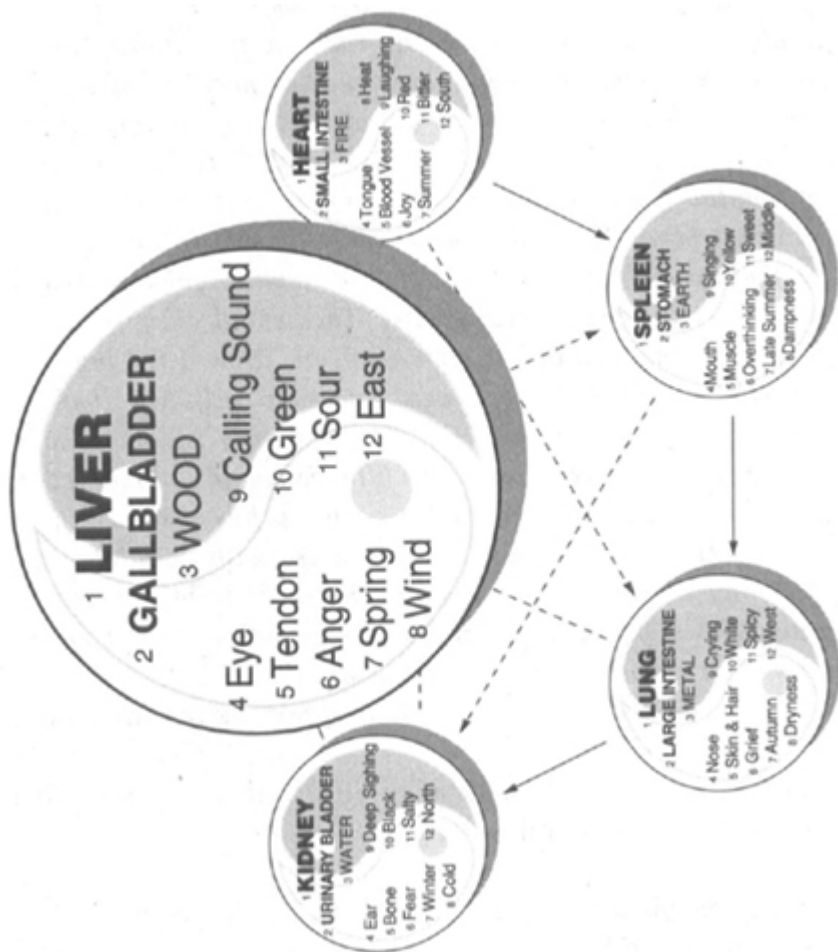 1 LIVER
2 GALLBLADDER
3 WOOD
4 Eye 9 Calling Sound
5 Tendon 10 Green
6 Anger 11 Sour
7 Spring 12 East
8 Wind
1 HEART
2 SMALL INTESTINE
3 FIRE
4 Tongue 8 Heat
5 Blood Vessel 9 Laughing
6 Joy 10 Red
7 Summer 11 Bitter
12 South
1 SPLEEN
2 STOMACH
3 EARTH
4 Mouth 9 Singing
5 Muscle 10 Yellow
6 Overthinking 11 Sweet
7 Late Summer 12 Middle
8 Dampness
1 LUNG
2 LARGE INTESTINE
3 METAL
4 Nose 9 Crying
5 Skin & Hair 10 White
6 Grief 11 Spicy
7 Autumn 12 West
8 Dryness
1 KIDNEY
2 URINARY BLADDER
3 WATER
4 Ear 9 Deep Sighing
5 Bone 10 Black
6 Fear 11 Salty
7 Winter 12 North
8 Cold